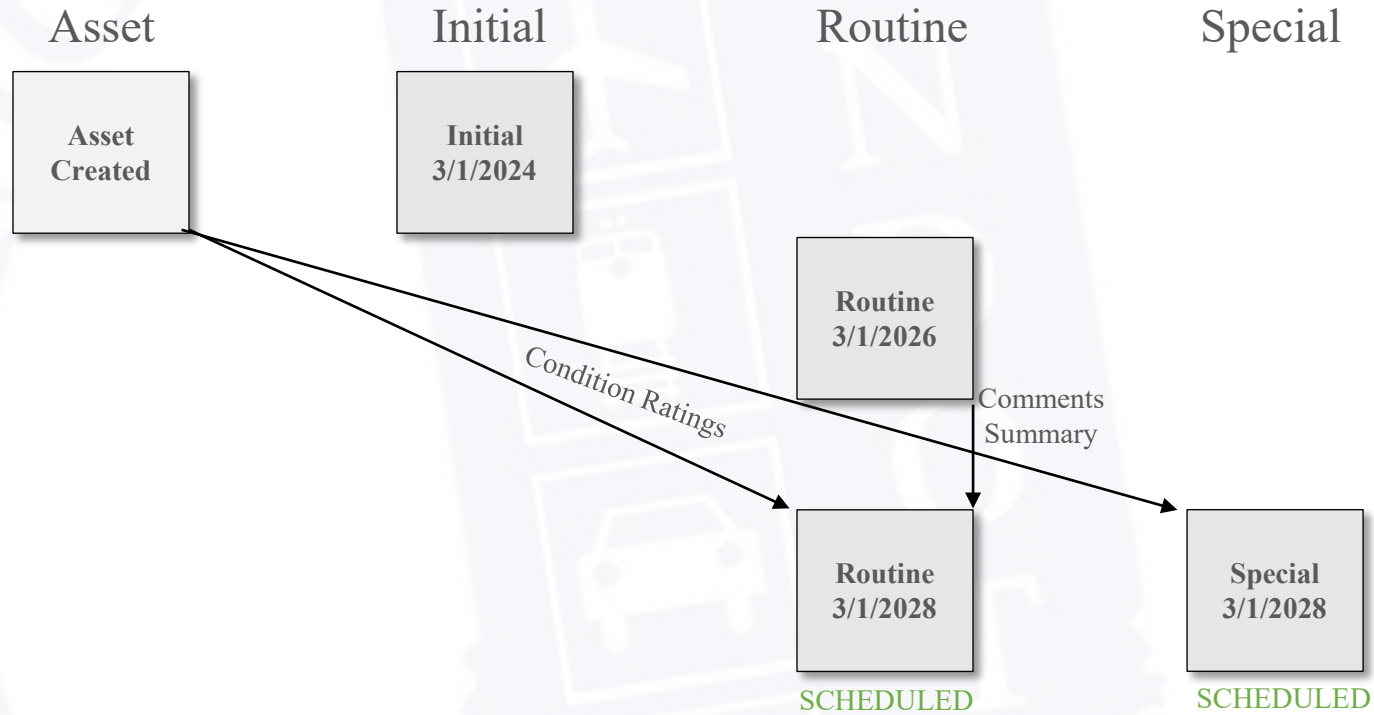 Asset
Initial
Routine
Special
Asset
Created
Initial
3/1/2024
Routine
3/1/2026
Condition Ratings
Comments
Summary
Routine
3/1/2028
Special
3/1/2028
SCHEDULED
SCHEDULED